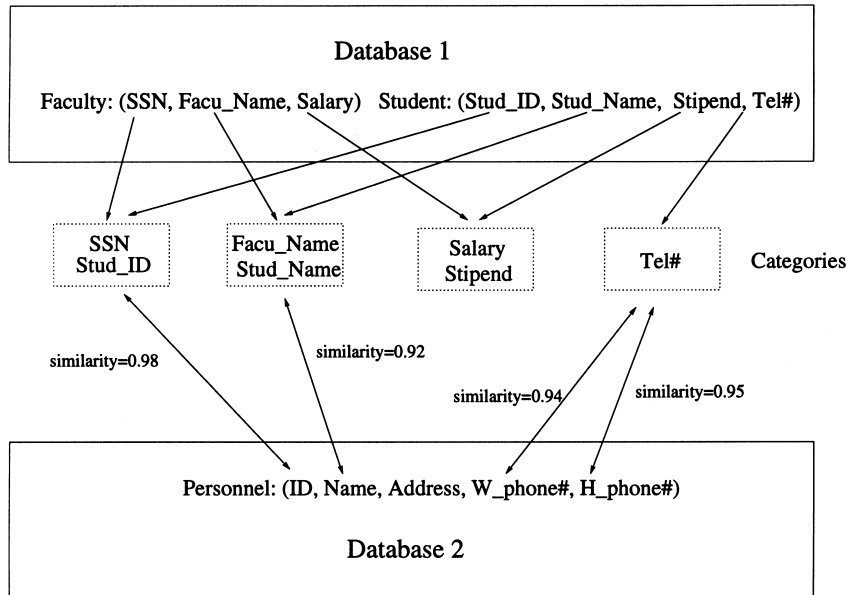 Database 1
Faculty: (SSN, Facu_Name, Salary) Student: (Stud_ID, Stud_Name, Stipend, Tel#)
SSN
Stud_ID
Facu_Name
Stud_Name
Salary
Stipend
Tel#
Categories
similarity=0.98
similarity=0.92
similarity=0.94
similarity=0.95
Personnel: (ID, Name, Address, W_phone#, H_phone#)
Database 2